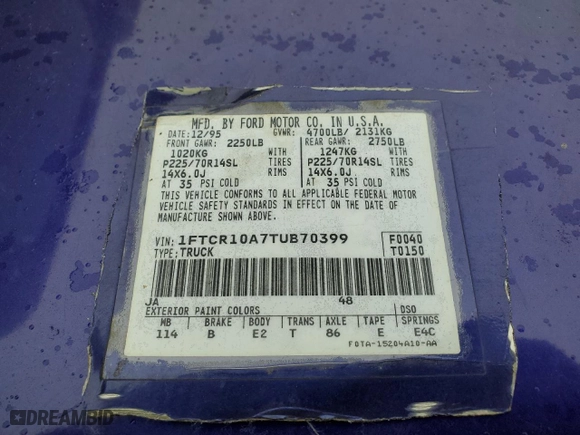 MFD. BY FORD MOTOR CO. IN U.S.A.
DATE: 12/95 GVWR: 4700LB/ 2131KG
FRONT GAWR: 2250LB REAR GAWR: 2750LB
1020KG WITH 1247KG WITH
P225/70R14SL TIRES P225/70R14SL TIRES
14X6.0J RIMS 14X6.0J RIMS
AT 35 PSI COLD AT 35 PSI COLD
THIS VEHICLE CONFORMS TO ALL APPLICABLE FEDERAL MOTOR
VEHICLE SAFETY STANDARDS IN EFFECT ON THE DATE OF
MANUFACTURE SHOWN ABOVE.
VIN: 1FTCR10A7TUB70399 F0040
TYPE: TRUCK T0150
JA 48
EXTERIOR PAINT COLORS DSO
MB BRAKE BODY TRANS AXLE TAPE SPRINGS
114 B E2 T 86 E E4C
F0TA-15204A10-AA
DREAMBID